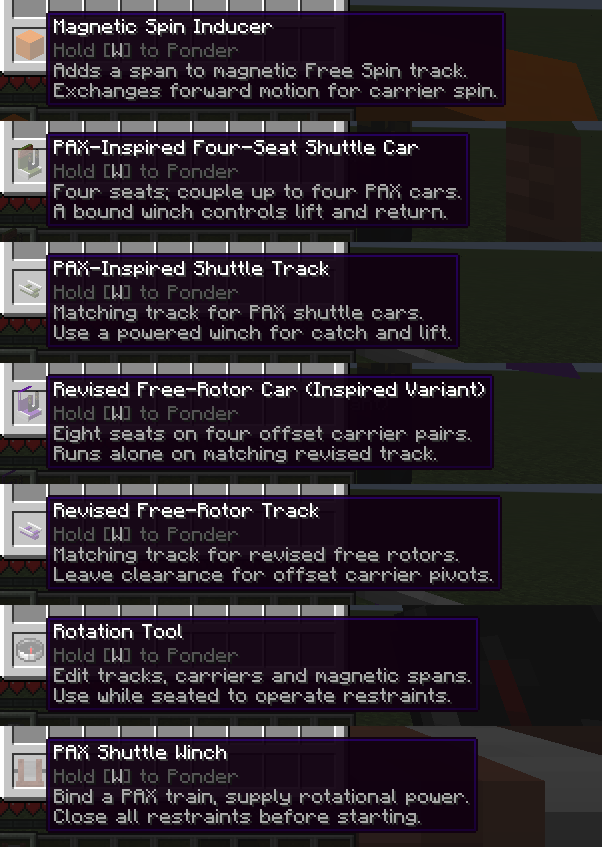 Magnetic Spin Inducer
Hold [W] to Ponder
Adds a span to magnetic Free Spin track.
Exchanges forward motion for carrier spin.
PAX-Inspired Four-Seat Shuttle Car
Hold [W] to Ponder
Four seats; couple up to four PAX cars.
A bound winch controls lift and return.
PAX-Inspired Shuttle Track
Hold [W] to Ponder
Matching track for PAX shuttle cars.
Use a powered winch for catch and lift.
Revised Free-Rotor Car (Inspired Variant)
Hold [W] to Ponder
Eight seats on four offset carrier pairs.
Runs alone on matching revised track.
Revised Free-Rotor Track
Hold [W] to Ponder
Matching track for revised free rotors.
Leave clearance for offset carrier pivots.
Rotation Tool
Hold [W] to Ponder
Edit tracks, carriers and magnetic spans.
Use while seated to operate restraints.
PAX Shuttle Winch
Hold [W] to Ponder
Bind a PAX train, supply rotational power.
Close all restraints before starting.